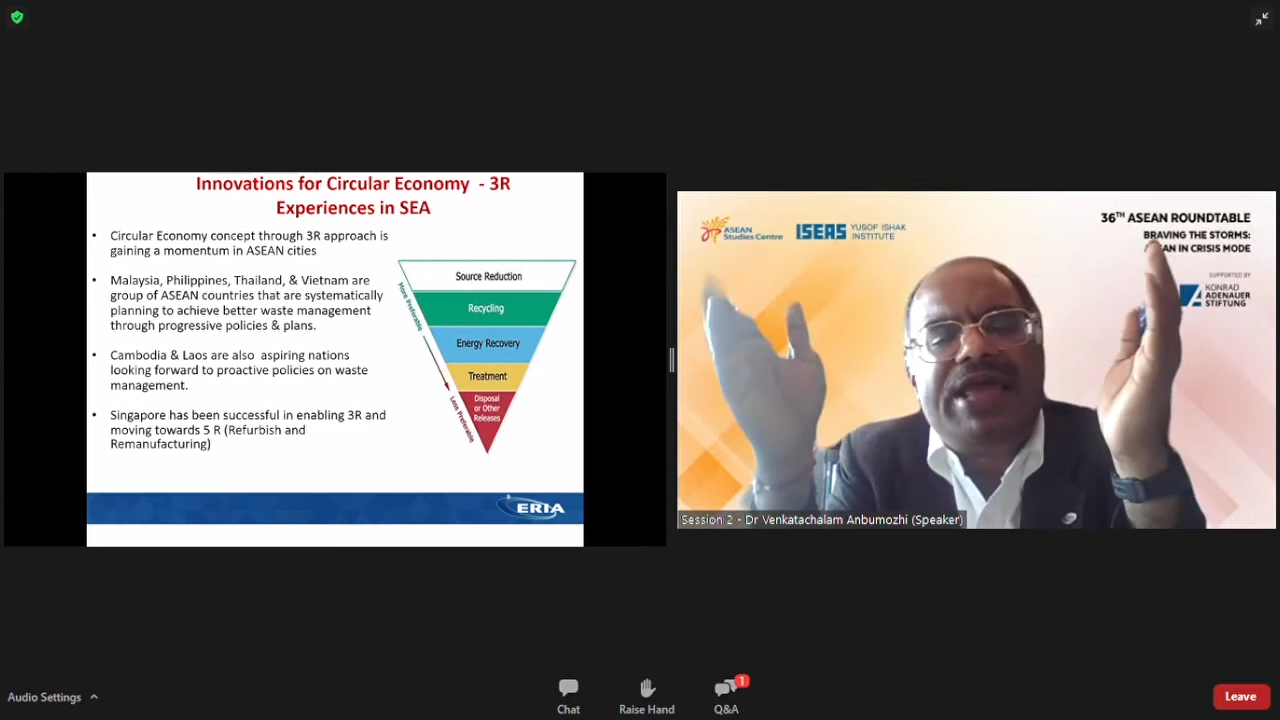 Innovations for Circular Economy - 3R
Experiences in SEA
• Circular Economy concept through 3R approach is
gaining a momentum in ASEAN cities
• Malaysia, Philippines, Thailand, & Vietnam are
group of ASEAN countries that are systematically
planning to achieve better waste management
through progressive policies & plans.
• Cambodia & Laos are also aspiring nations
looking forward to proactive policies on waste
management.
• Singapore has been successful in enabling 3R and
moving towards 5 R (Refurbish and
Remanufacturing)
More Preferable
Less Preferable
Source Reduction
Recycling
Energy Recovery
Treatment
Disposal
or Other
Releases
ERIA
ASEAN
Studies Centre
ISEAS
YUSOF ISHAK
INSTITUTE
36TH ASEAN ROUNDTABLE
BRAVING THE STORMS:
IN CRISIS MODE
SUPPORTED BY
KONRAD
ADENAUER
STIFTUNG
Session 2 - Dr Venkatachalam Anbumozhi (Speaker)
Audio Settings
Chat
Raise Hand
1
Q&A
Leave